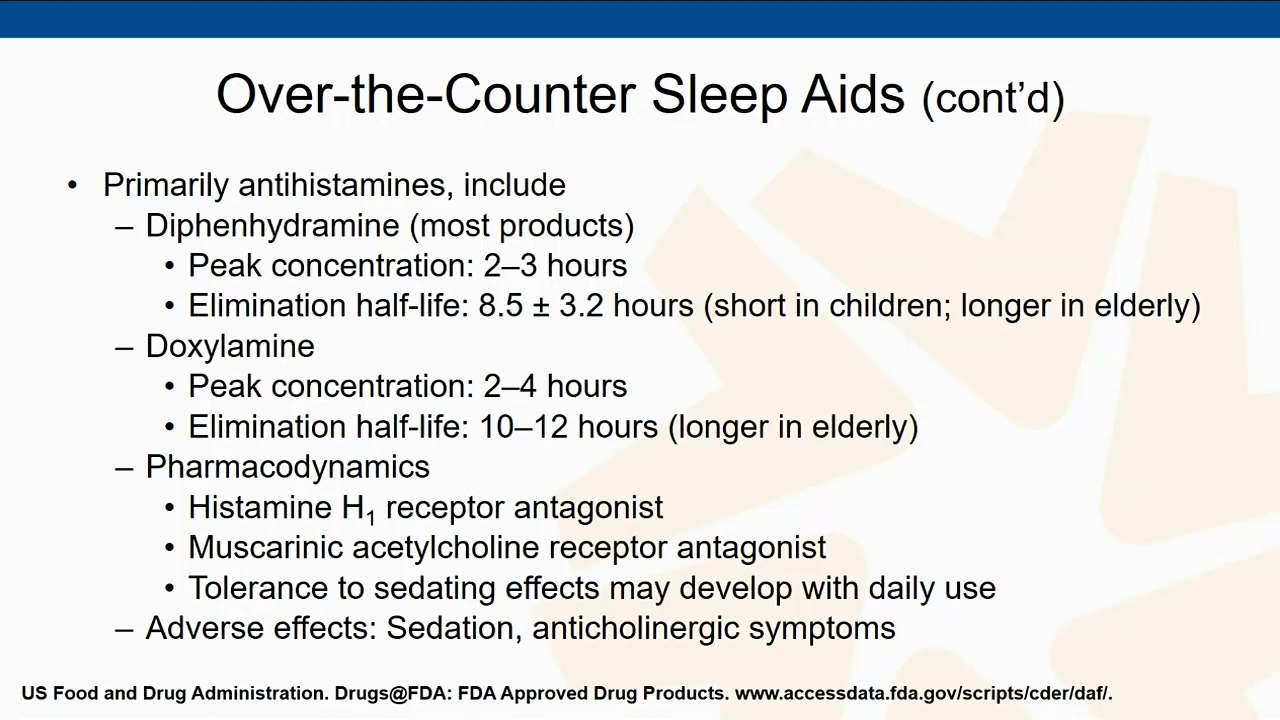 Over-the-Counter Sleep Aids (cont’d)
• Primarily antihistamines, include
– Diphenhydramine (most products)
• Peak concentration: 2–3 hours
• Elimination half-life: 8.5 ± 3.2 hours (short in children; longer in elderly)
– Doxylamine
• Peak concentration: 2–4 hours
• Elimination half-life: 10–12 hours (longer in elderly)
– Pharmacodynamics
• Histamine H₁ receptor antagonist
• Muscarinic acetylcholine receptor antagonist
• Tolerance to sedating effects may develop with daily use
– Adverse effects: Sedation, anticholinergic symptoms
US Food and Drug Administration. Drugs@FDA: FDA Approved Drug Products. www.accessdata.fda.gov/scripts/cder/daf/.